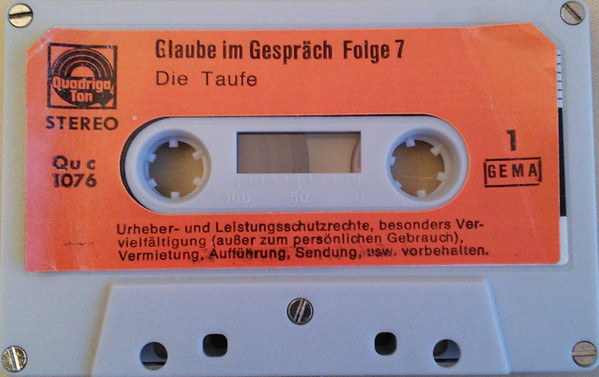 Glaube im Gespräch Folge 7
Die Taufe
Quadriga
Ton
STEREO
Qu c
1076
1
GEMA
100 50
Urheber- und Leistungsschutzrechte, besonders Ver-
vielfältigung (außer zum persönlichen Gebrauch),
Vermietung, Aufführung, Sendung, usw. vorbehalten.